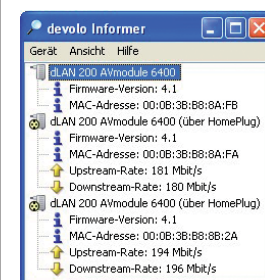 devolo Informer
Gerät Ansicht Hilfe
dLAN 200 AVmodule 6400
Firmware-Version: 4.1
MAC-Adresse: 00:0B:3B:B8:8A:FB
dLAN 200 AVmodule 6400 (über HomePlug)
Firmware-Version: 4.1
MAC-Adresse: 00:0B:3B:B8:8A:FA
Upstream-Rate: 181 Mbit/s
Downstream-Rate: 180 Mbit/s
dLAN 200 AVmodule 6400 (über HomePlug)
Firmware-Version: 4.1
MAC-Adresse: 00:0B:3B:B8:8B:2A
Upstream-Rate: 194 Mbit/s
Downstream-Rate: 196 Mbit/s